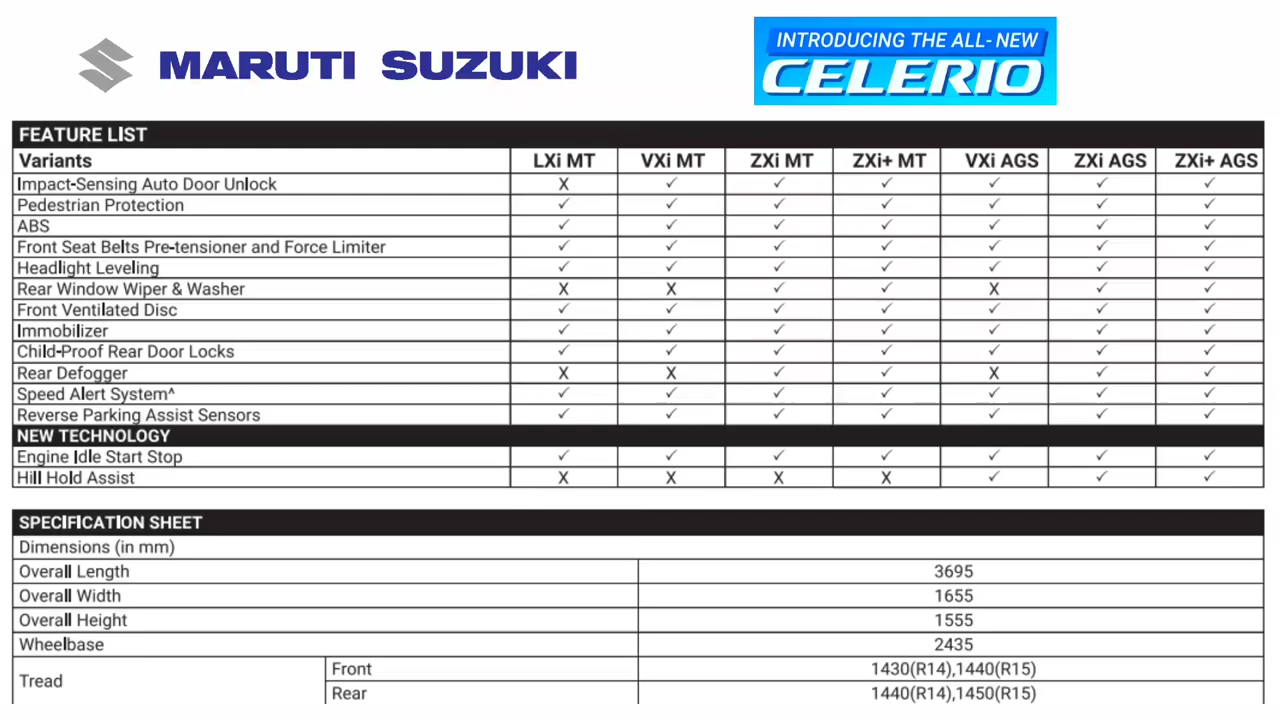 MARUTI SUZUKI
INTRODUCING THE ALL-NEW
CELERIO
FEATURE LIST
Variants LXi MT VXi MT ZXi MT ZXi+ MT VXi AGS ZXi AGS ZXi+ AGS
Impact-Sensing Auto Door Unlock X ✓ ✓ ✓ ✓ ✓ ✓
Pedestrian Protection ✓ ✓ ✓ ✓ ✓ ✓ ✓
ABS ✓ ✓ ✓ ✓ ✓ ✓ ✓
Front Seat Belts Pre-tensioner and Force Limiter ✓ ✓ ✓ ✓ ✓ ✓ ✓
Headlight Leveling ✓ ✓ ✓ ✓ ✓ ✓ ✓
Rear Window Wiper & Washer X X ✓ ✓ X ✓ ✓
Front Ventilated Disc ✓ ✓ ✓ ✓ ✓ ✓ ✓
Immobilizer ✓ ✓ ✓ ✓ ✓ ✓ ✓
Child-Proof Rear Door Locks ✓ ✓ ✓ ✓ ✓ ✓ ✓
Rear Defogger X X ✓ ✓ X ✓ ✓
Speed Alert System^ ✓ ✓ ✓ ✓ ✓ ✓ ✓
Reverse Parking Assist Sensors ✓ ✓ ✓ ✓ ✓ ✓ ✓
NEW TECHNOLOGY
Engine Idle Start Stop ✓ ✓ ✓ ✓ ✓ ✓ ✓
Hill Hold Assist X X X X ✓ ✓ ✓
SPECIFICATION SHEET
Dimensions (in mm)
Overall Length 3695
Overall Width 1655
Overall Height 1555
Wheelbase 2435
Tread Front 1430(R14),1440(R15)
Rear 1440(R14),1450(R15)